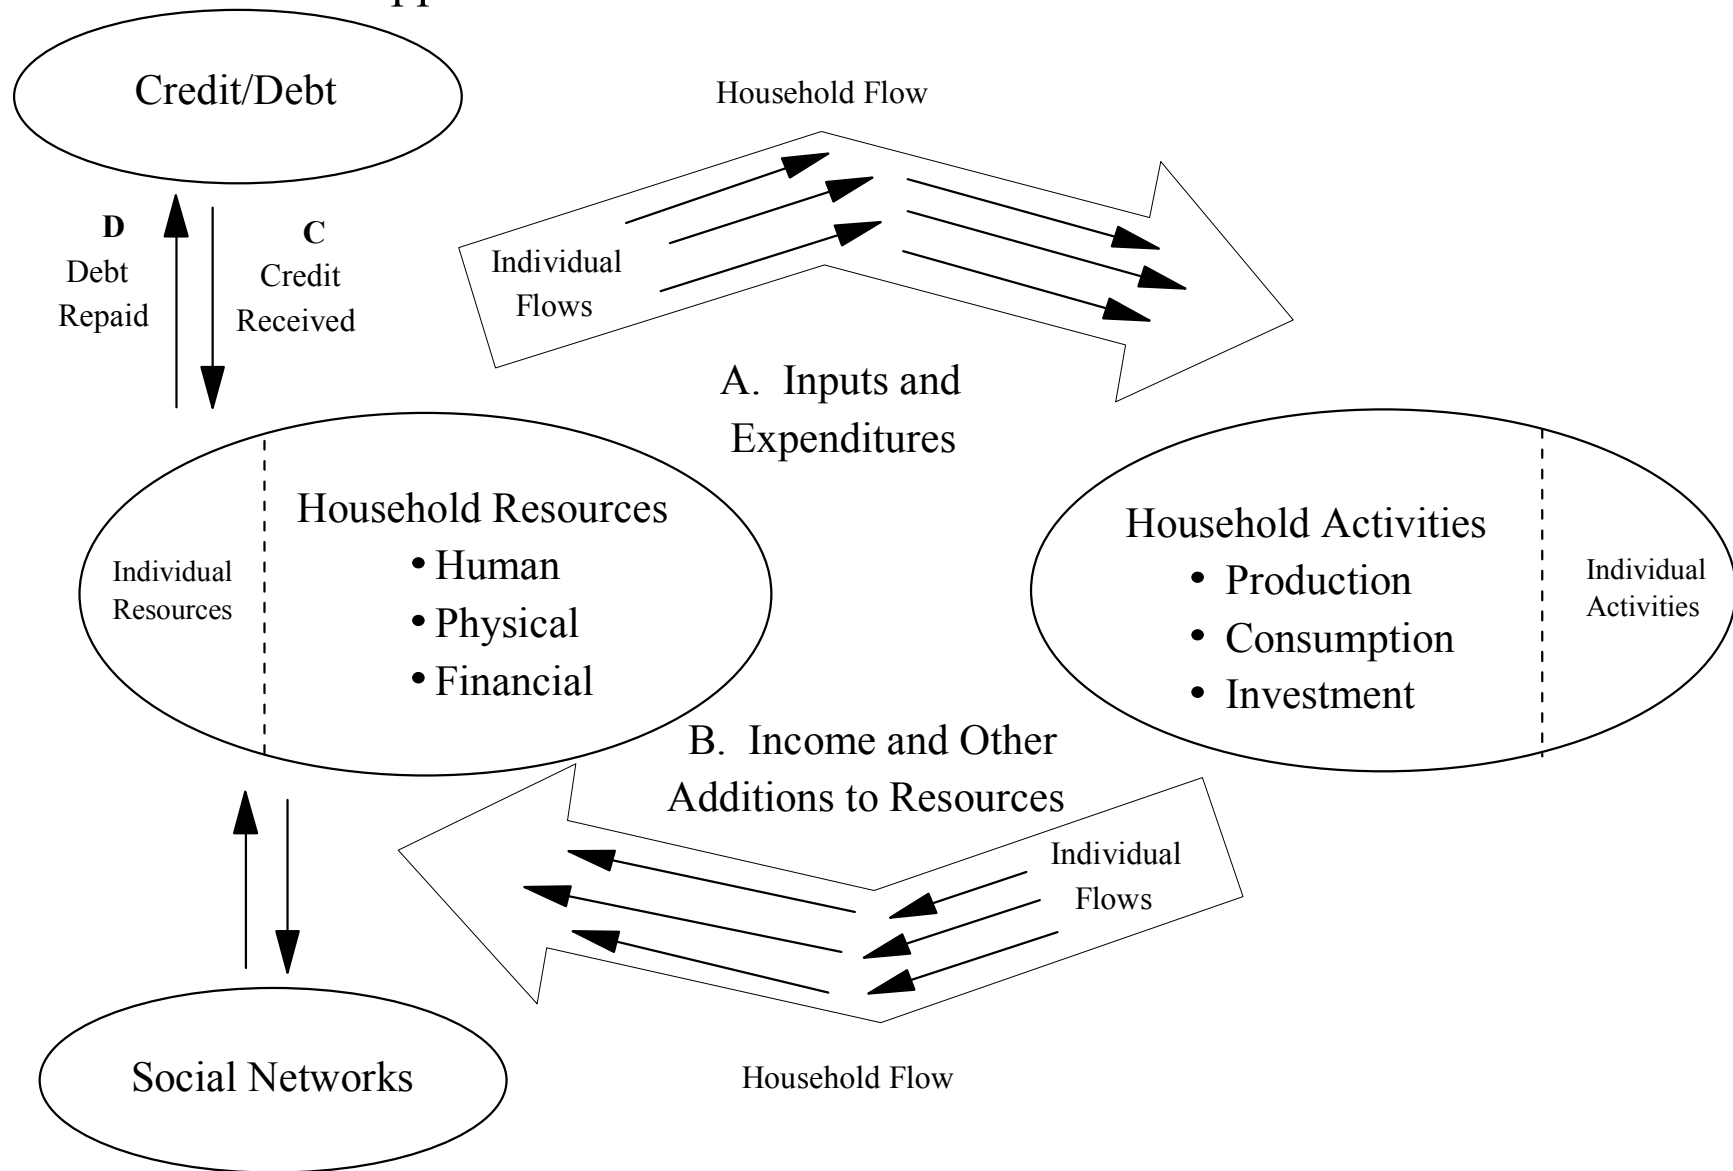 Credit/Debt
Household Flow
D
Debt
Repaid
C
Credit
Received
Individual
Flows
A. Inputs and
Expenditures
Household Resources
• Human
• Physical
• Financial
Individual
Resources
Household Activities
• Production
• Consumption
• Investment
Individual
Activities
B. Income and Other
Additions to Resources
Individual
Flows
Social Networks
Household Flow